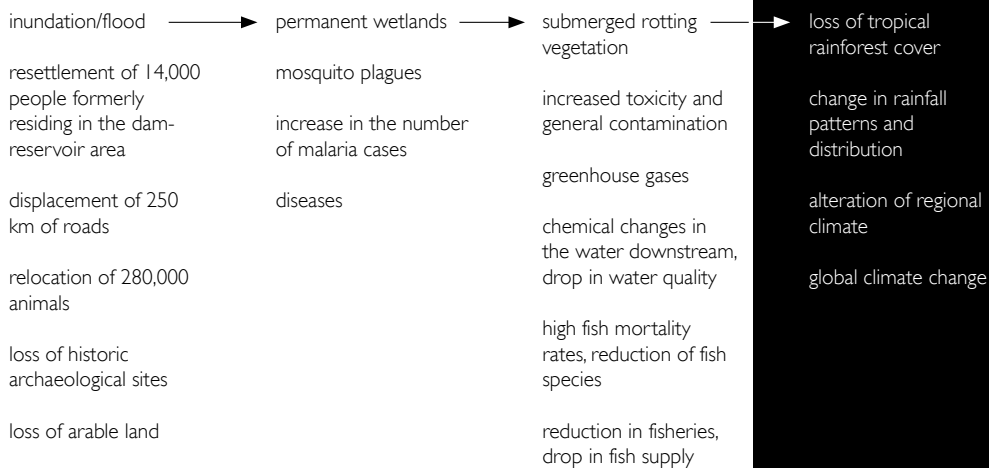 inundation/flood
resettlement of 14,000
people formerly
residing in the dam-
reservoir area
displacement of 250
km of roads
relocation of 280,000
animals
loss of historic
archaeological sites
loss of arable land
permanent wetlands
mosquito plagues
increase in the number
of malaria cases
diseases
submerged rotting
vegetation
increased toxicity and
general contamination
greenhouse gases
chemical changes in
the water downstream,
drop in water quality
high fish mortality
rates, reduction of fish
species
reduction in fisheries,
drop in fish supply
loss of tropical
rainforest cover
change in rainfall
patterns and
distribution
alteration of regional
climate
global climate change